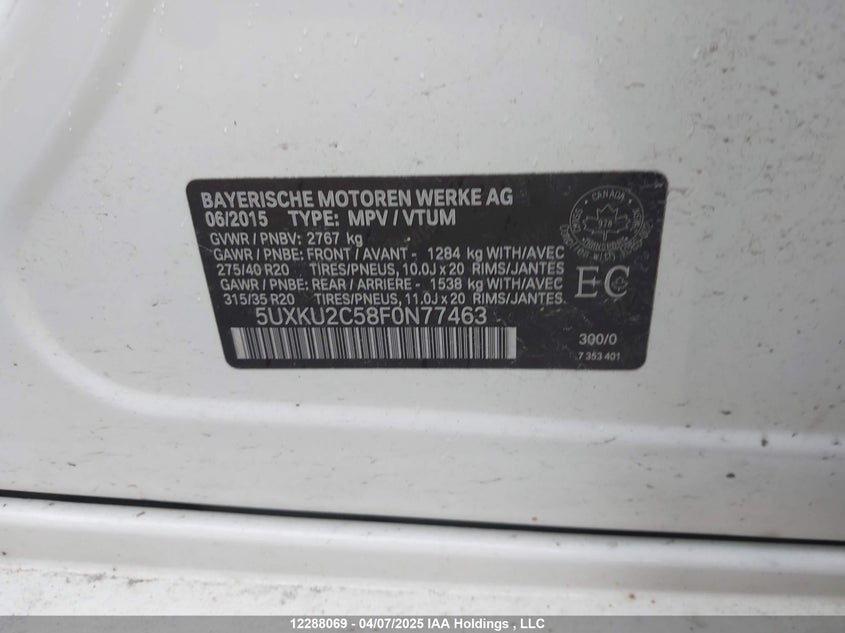 BAYERISCHE MOTOREN WERKE AG
06/2015 TYPE: MPV / VTUM
GVWR / PNBV: 2767 kg
GAWR / PNBE: FRONT / AVANT - 1284 kg WITH/AVEC
275/40 R20 TIRES/PNEUS, 10.0J x 20 RIMS/JANTES
GAWR / PNBE: REAR / ARRIERE - 1538 kg WITH/AVEC
315/35 R20 TIRES/PNEUS, 11.0J x 20 RIMS/JANTES
5UXKU2C58F0N77463
CANADA
EC
300/0
7 353 401
12288069 - 04/07/2025 IAA Holdings , LLC